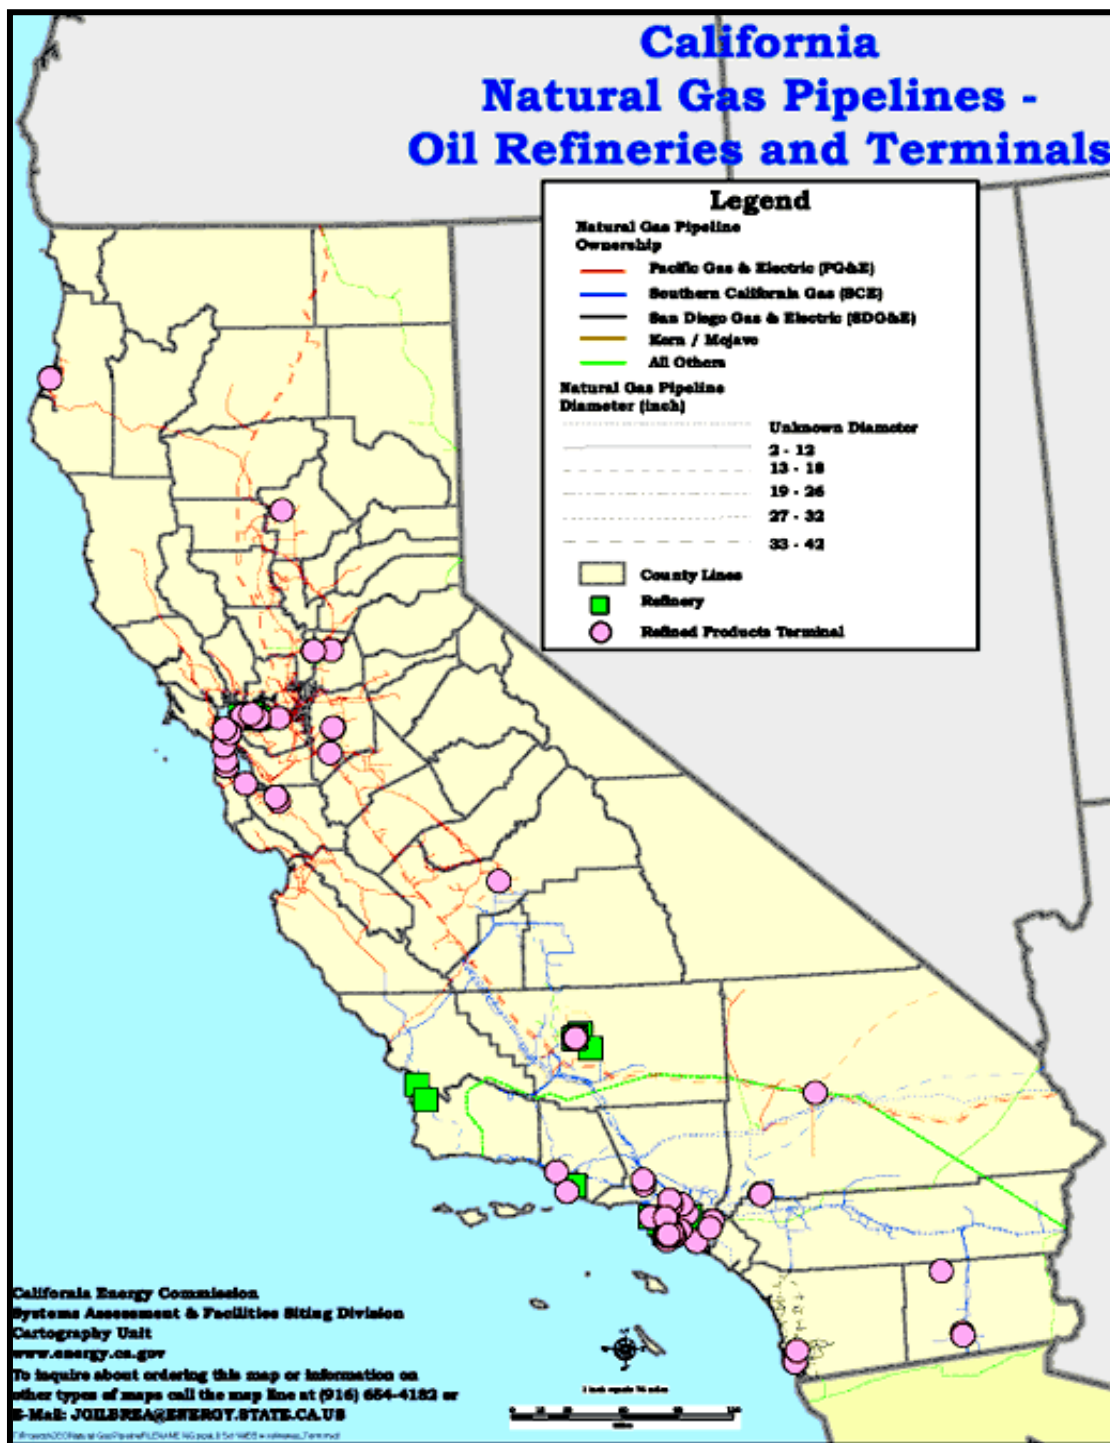 California
Natural Gas Pipelines -
Oil Refineries and Terminals
Legend
Natural Gas Pipeline
Ownership
Pacific Gas & Electric (PG&E)
Southern California Gas (SCE)
San Diego Gas & Electric (SDG&E)
Kern / Mojave
All Others
Natural Gas Pipeline
Diameter (inch)
Unknown Diameter
2 - 12
13 - 18
19 - 26
27 - 32
33 - 42
County Lines
Refinery
Refined Products Terminal
California Energy Commission
Systems Assessment & Facilities Siting Division
Cartography Unit
www.energy.ca.gov
To inquire about ordering this map or information on
other types of maps call the map line at (916) 654-4182 or
E-Mail: JGILBREA@ENERGY.STATE.CA.US
1 inch equals miles